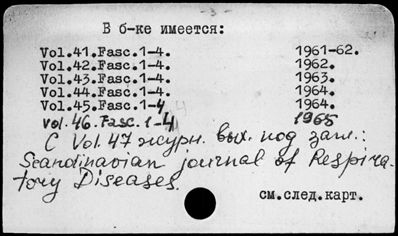 В б-ке имеется:
Vol.41.Fasc.1-4. 1961-62.
Vol.42.Fasc.1-4. 1962.
Vol.43.Fasc.1-4. 1963.
Vol.44.Fasc.1-4. 1964.
Vol.45.Fasc.1-4 1964.
Vol.46.Fasc.1-4 1965
С Vol.47 журн. вых. под загл.:
Scandinavian journal of Respira-
tory Diseases.
см.след.карт.